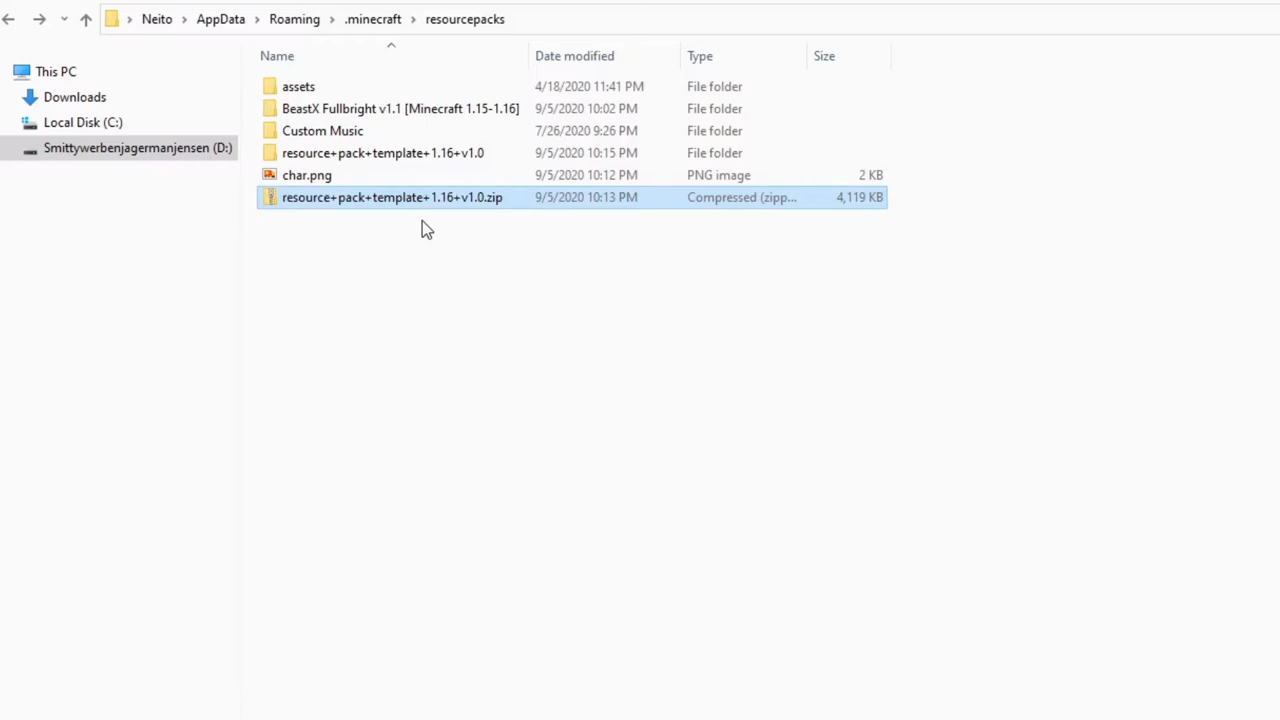 Neito > AppData > Roaming > .minecraft > resourcepacks
Name Date modified Type Size
This PC
Downloads
Local Disk (C:)
Smittywerbenjagermanjensen (D:)
assets 4/18/2020 11:41 PM File folder
BeastX Fullbright v1.1 [Minecraft 1.15-1.16] 9/5/2020 10:02 PM File folder
Custom Music 7/26/2020 9:26 PM File folder
resource+pack+template+1.16+v1.0 9/5/2020 10:15 PM File folder
char.png 9/5/2020 10:12 PM PNG image 2 KB
resource+pack+template+1.16+v1.0.zip 9/5/2020 10:13 PM Compressed (zipp... 4,119 KB